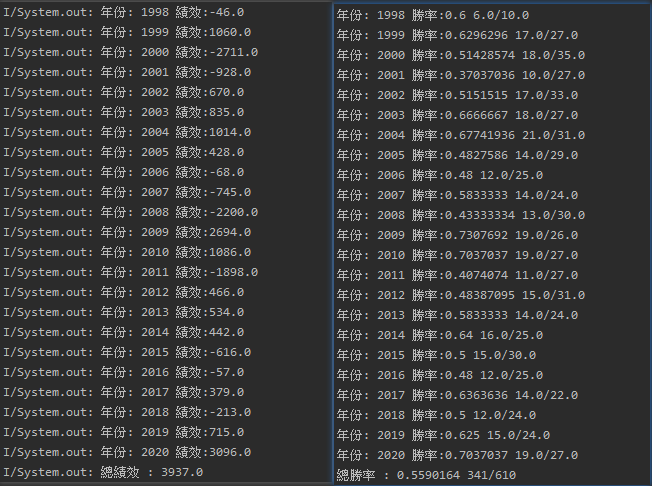 I/System.out: 年份: 1998 績效:-46.0
I/System.out: 年份: 1999 績效:1060.0
I/System.out: 年份: 2000 績效:-2711.0
I/System.out: 年份: 2001 績效:-928.0
I/System.out: 年份: 2002 績效:670.0
I/System.out: 年份: 2003 績效:835.0
I/System.out: 年份: 2004 績效:1014.0
I/System.out: 年份: 2005 績效:428.0
I/System.out: 年份: 2006 績效:-68.0
I/System.out: 年份: 2007 績效:-745.0
I/System.out: 年份: 2008 績效:-2200.0
I/System.out: 年份: 2009 績效:2694.0
I/System.out: 年份: 2010 績效:1086.0
I/System.out: 年份: 2011 績效:-1898.0
I/System.out: 年份: 2012 績效:466.0
I/System.out: 年份: 2013 績效:534.0
I/System.out: 年份: 2014 績效:442.0
I/System.out: 年份: 2015 績效:-616.0
I/System.out: 年份: 2016 績效:-57.0
I/System.out: 年份: 2017 績效:379.0
I/System.out: 年份: 2018 績效:-213.0
I/System.out: 年份: 2019 績效:715.0
I/System.out: 年份: 2020 績效:3096.0
I/System.out: 總績效 : 3937.0
年份: 1998 勝率:0.6 6.0/10.0
年份: 1999 勝率:0.6296296 17.0/27.0
年份: 2000 勝率:0.51428574 18.0/35.0
年份: 2001 勝率:0.37037036 10.0/27.0
年份: 2002 勝率:0.5151515 17.0/33.0
年份: 2003 勝率:0.6666667 18.0/27.0
年份: 2004 勝率:0.67741936 21.0/31.0
年份: 2005 勝率:0.4827586 14.0/29.0
年份: 2006 勝率:0.48 12.0/25.0
年份: 2007 勝率:0.5833333 14.0/24.0
年份: 2008 勝率:0.43333334 13.0/30.0
年份: 2009 勝率:0.7307692 19.0/26.0
年份: 2010 勝率:0.7037037 19.0/27.0
年份: 2011 勝率:0.4074074 11.0/27.0
年份: 2012 勝率:0.48387095 15.0/31.0
年份: 2013 勝率:0.5833333 14.0/24.0
年份: 2014 勝率:0.64 16.0/25.0
年份: 2015 勝率:0.5 15.0/30.0
年份: 2016 勝率:0.48 12.0/25.0
年份: 2017 勝率:0.6363636 14.0/22.0
年份: 2018 勝率:0.5 12.0/24.0
年份: 2019 勝率:0.625 15.0/24.0
年份: 2020 勝率:0.7037037 19.0/27.0
總勝率 : 0.5590164 341/610